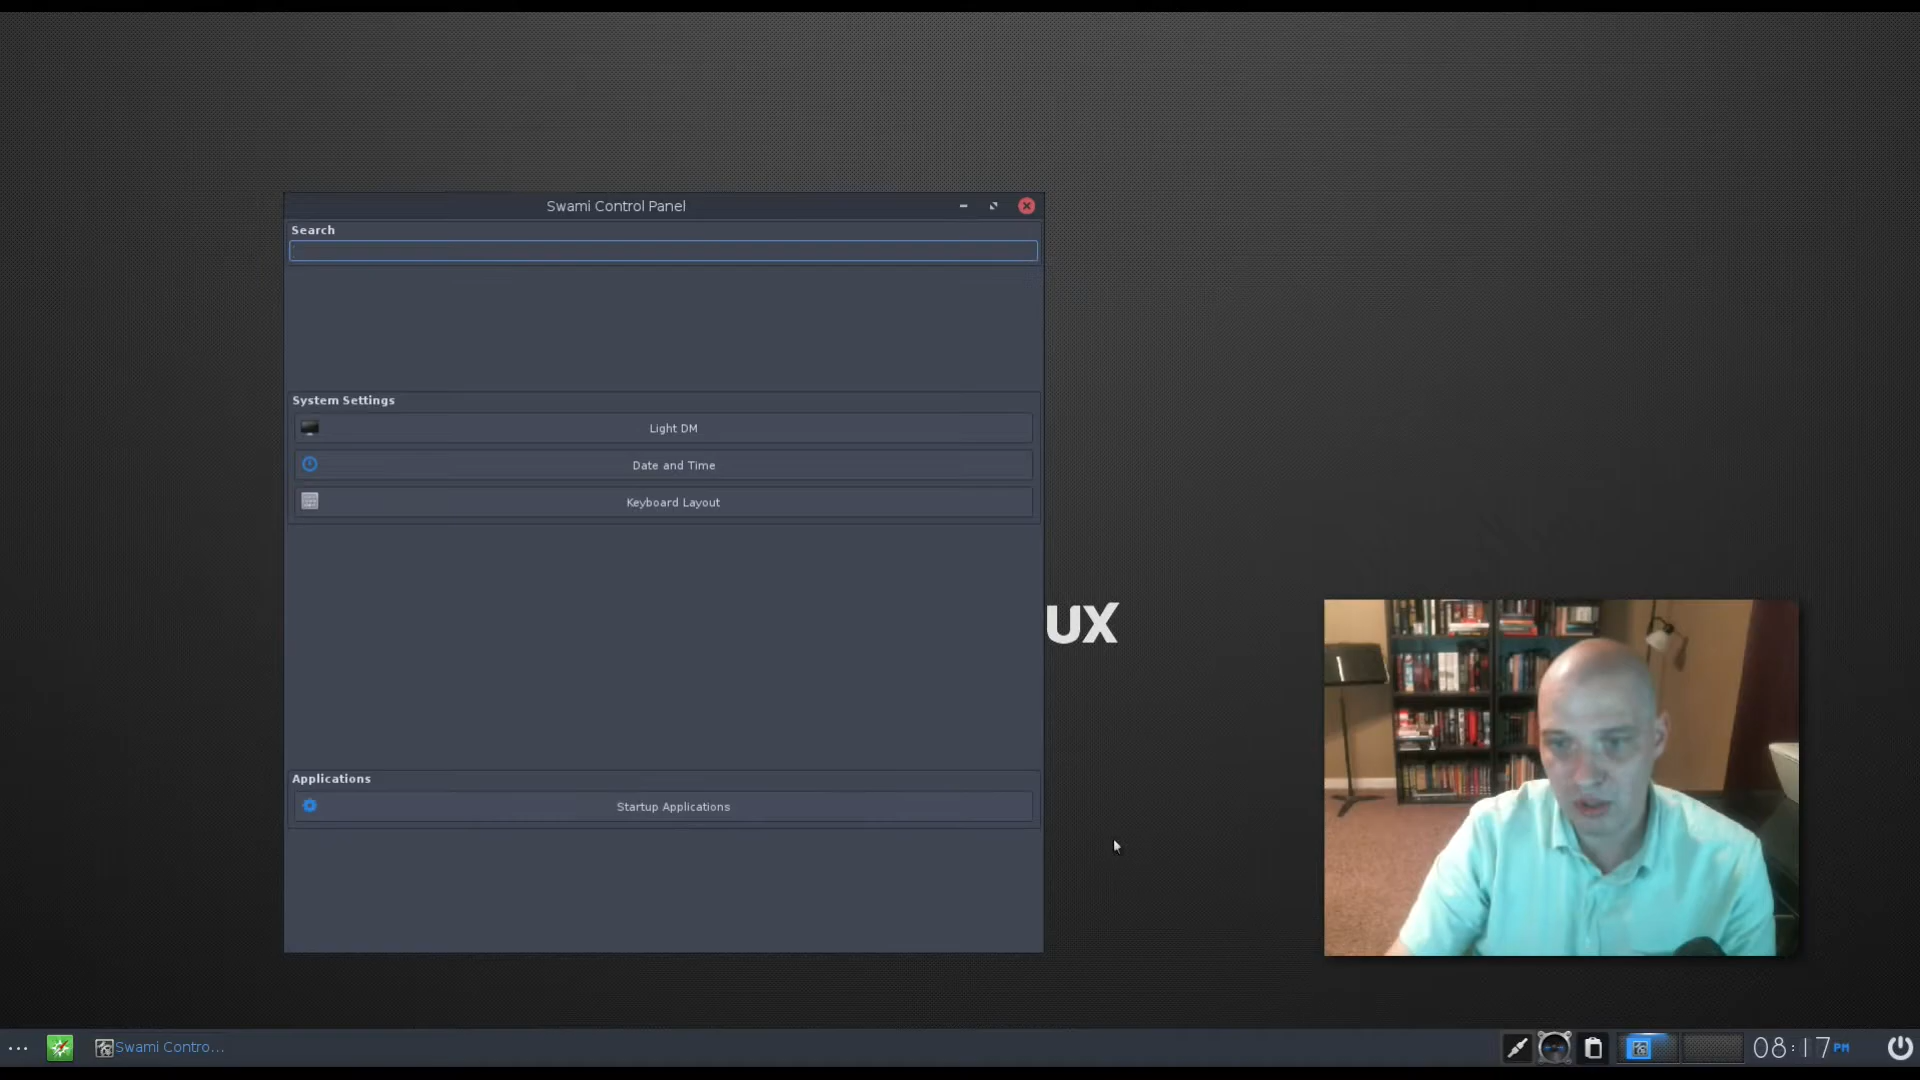 Swami Control Panel
Search
System Settings
Light DM
Date and Time
Keyboard Layout
UX
Applications
Startup Applications
Swami Contro...
08:17 PM